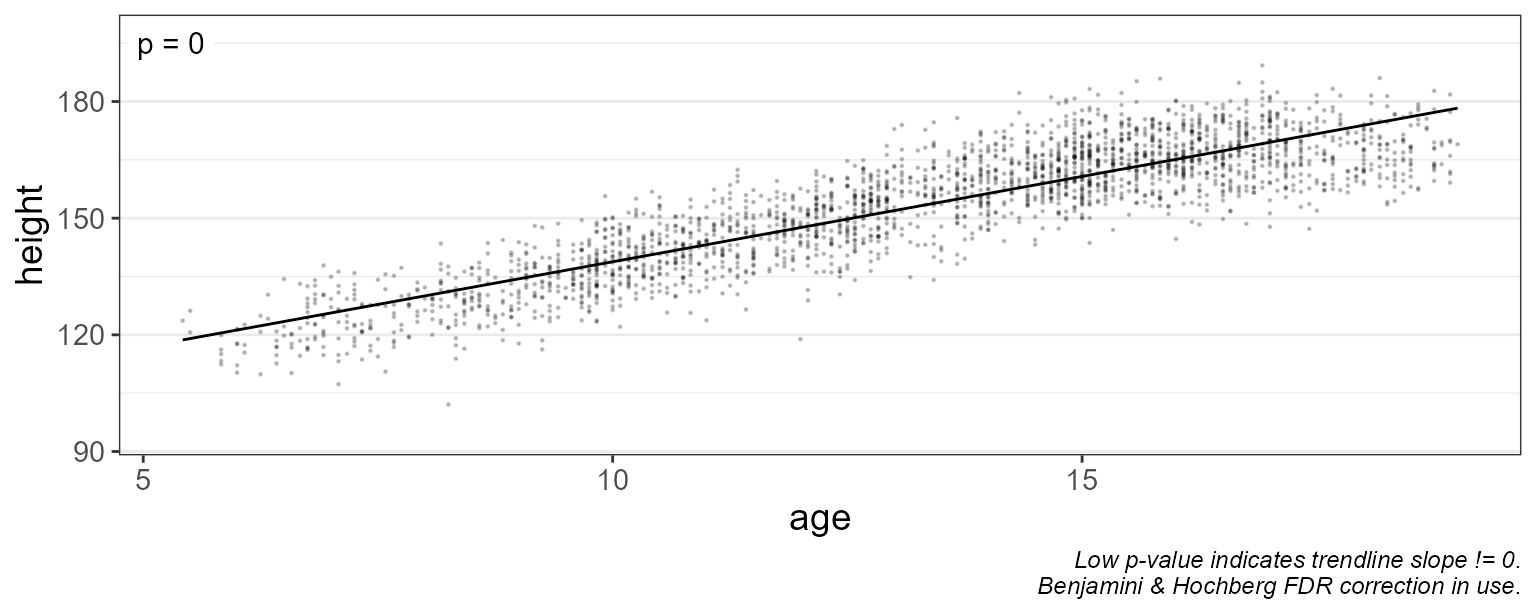 p = 0
180
150
120
90
height
5 10 15
age
Low p-value indicates trendline slope != 0.
Benjamini & Hochberg FDR correction in use.